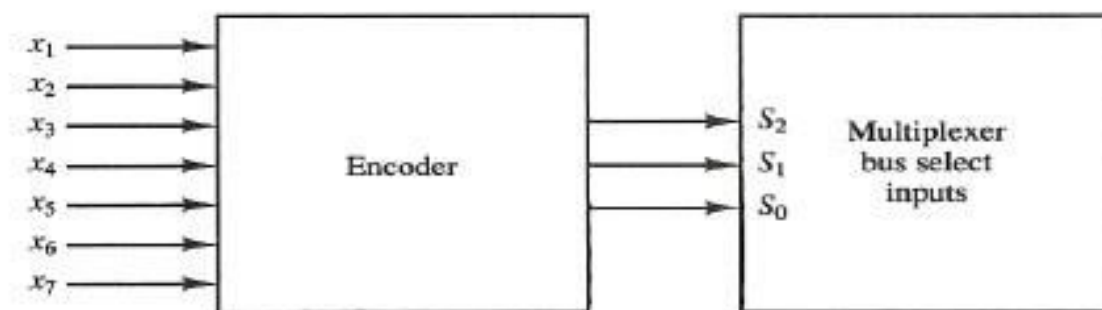 x₁
x₂
x₃
x₄
x₅
x₆
x₇
Encoder
S₂
S₁
S₀
Multiplexer
bus select
inputs